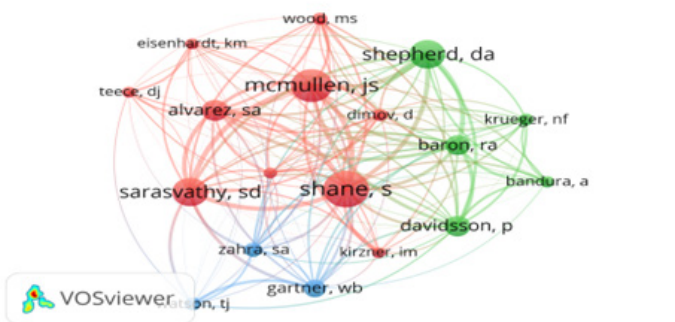 wood, ms
eisenhardt, km
shepherd, da
mcmullen, js
teece, dj
alvarez, sa
dimov, d
krueger, nf
baron, ra
sarasvathy, sd
shane, s
bandura, a
davidsson, p
zahra, sa
kirzner, im
gartner, wb
VOSviewer
tj